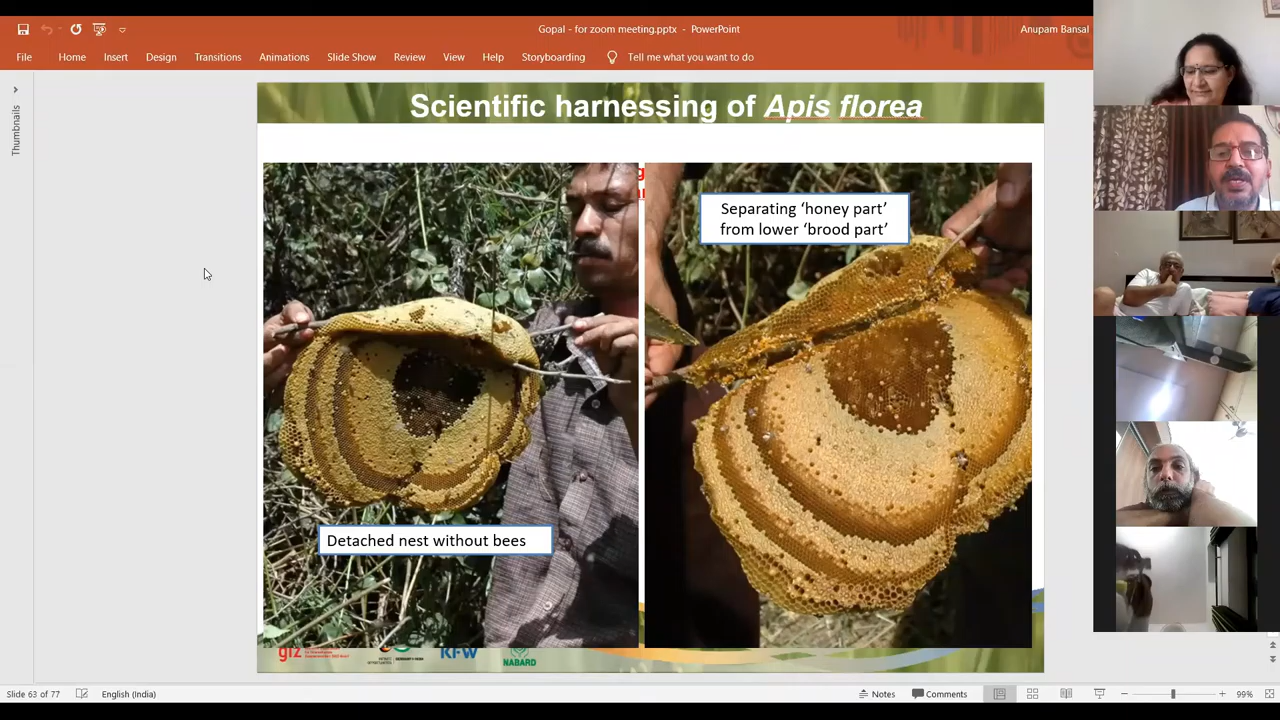 Gopal - for zoom meeting.pptx - PowerPoint
Anupam Bansal
File Home Insert Design Transitions Animations Slide Show Review View Help Storyboarding Tell me what you want to do
Thumbnails
Scientific harnessing of Apis florea
Separating ‘honey part’
from lower ‘brood part’
Detached nest without bees
giz
KFW
NABARD
Slide 63 of 77 English (India) Notes Comments 99%